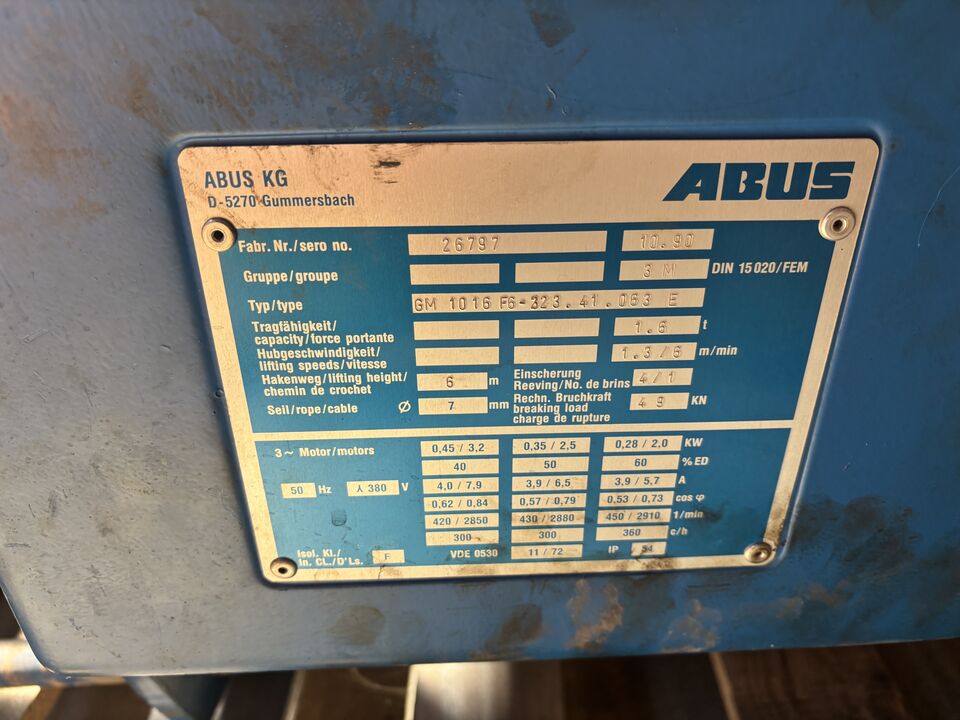 ABUS KG
D-5270 Gummersbach
ABUS
Fabr. Nr./sero no. 26797 10.90
Gruppe/groupe 3 M DIN 15 020/FEM
Typ/type GM 1016 F6-323.41.063 E
Tragfähigkeit/
capacity/force portante 1.6 t
Hubgeschwindigkeit/
lifting speeds/vitesse 1.3/6 m/min
Hakenweg/lifting height/
chemin de crochet 6 m
Einscherung
Reeving/No. de brins 4/1
Seil/rope/cable Ø 7 mm
Rechn. Bruchkraft
breaking load
charge de rupture 49 KN
3~ Motor/motors 0,45 / 3,2 0,35 / 2,5 0,28 / 2,0 KW
40 50 60 % ED
50 Hz ⅄ 380 V 4,0 / 7,9 3,9 / 6,5 3,9 / 5,7 A
0,62 / 0,84 0,57 / 0,79 0,53 / 0,73 cos φ
420 / 2850 430 / 2880 450 / 2910 1/min
300 300 360 c/h
Isol. Kl./
in. CL./D'Ls. F VDE 0530 11 / 72 IP 54